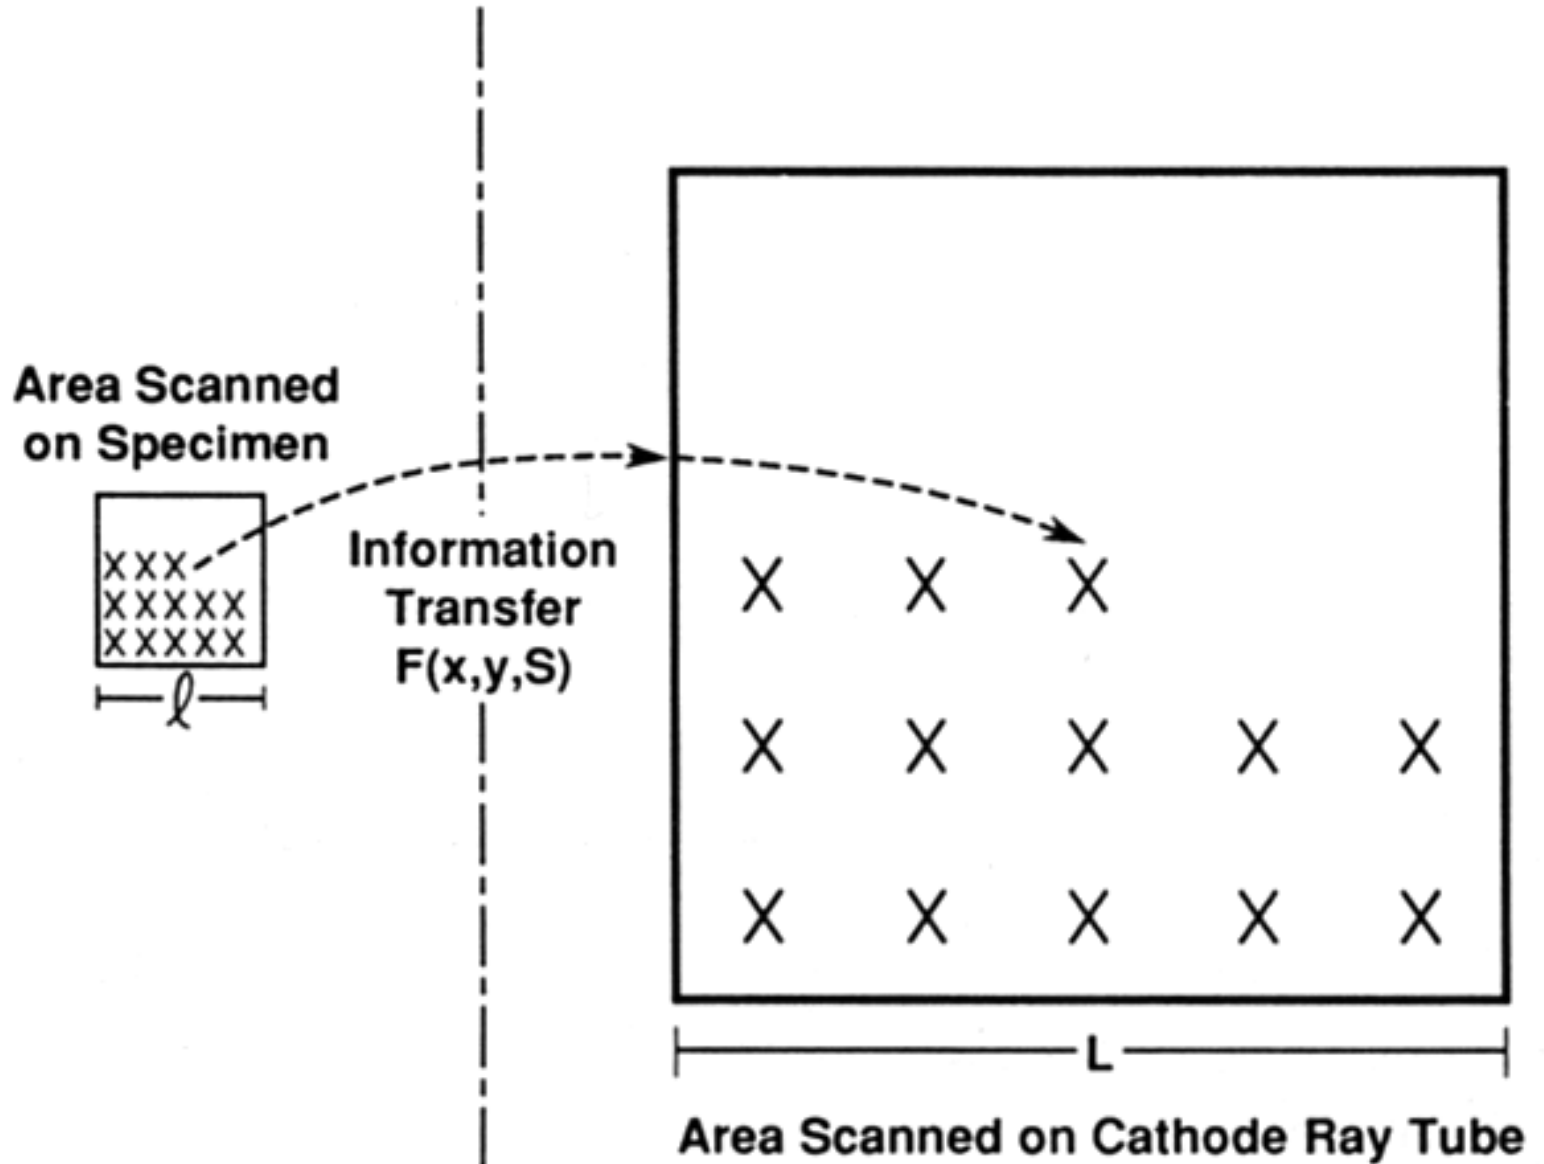 Area Scanned
on Specimen
X X X
X X X X X
X X X X X
ℓ
Information
Transfer
F(x,y,S)
X X X
X X X X X
X X X X X
L
Area Scanned on Cathode Ray Tube